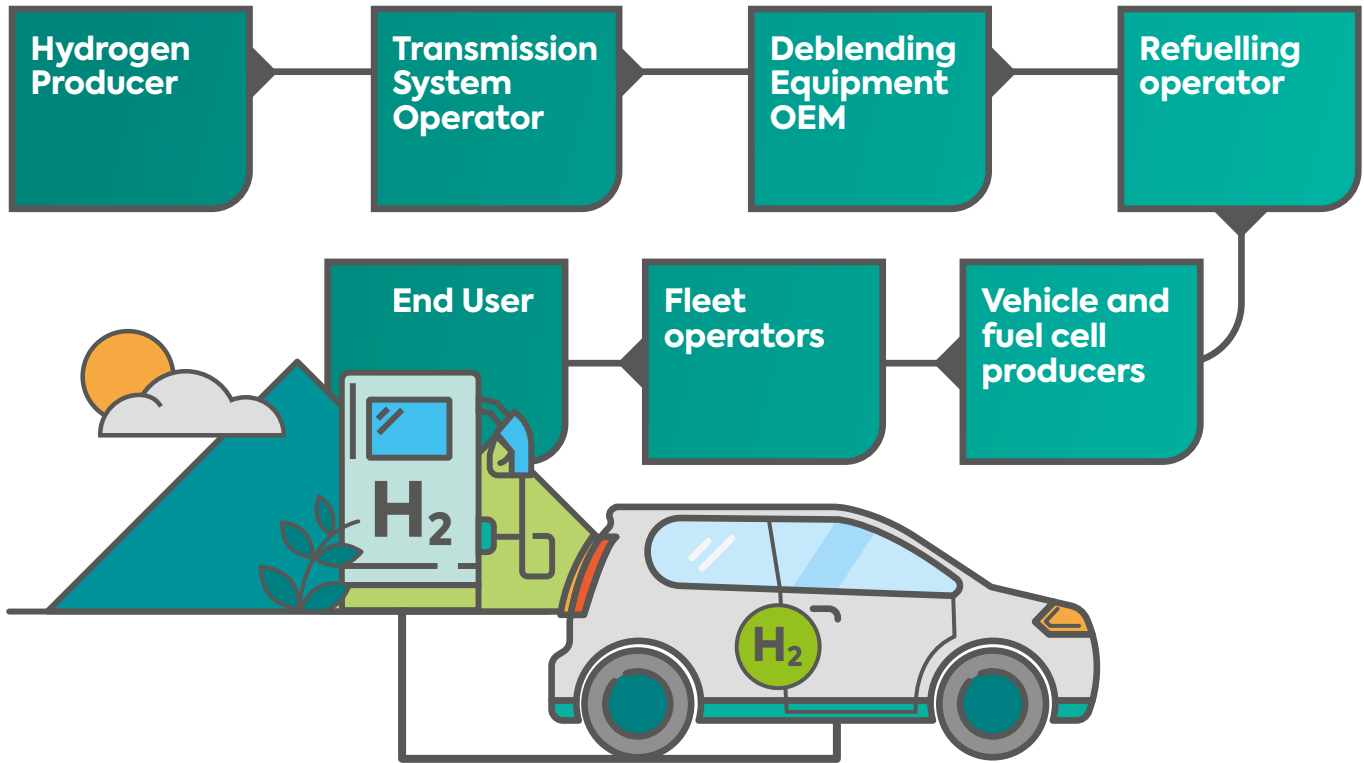 Hydrogen
Producer
Transmission
System
Operator
Deblending
Equipment
OEM
Refuelling
operator
Vehicle and
fuel cell
producers
Fleet
operators
End User
H₂
H₂